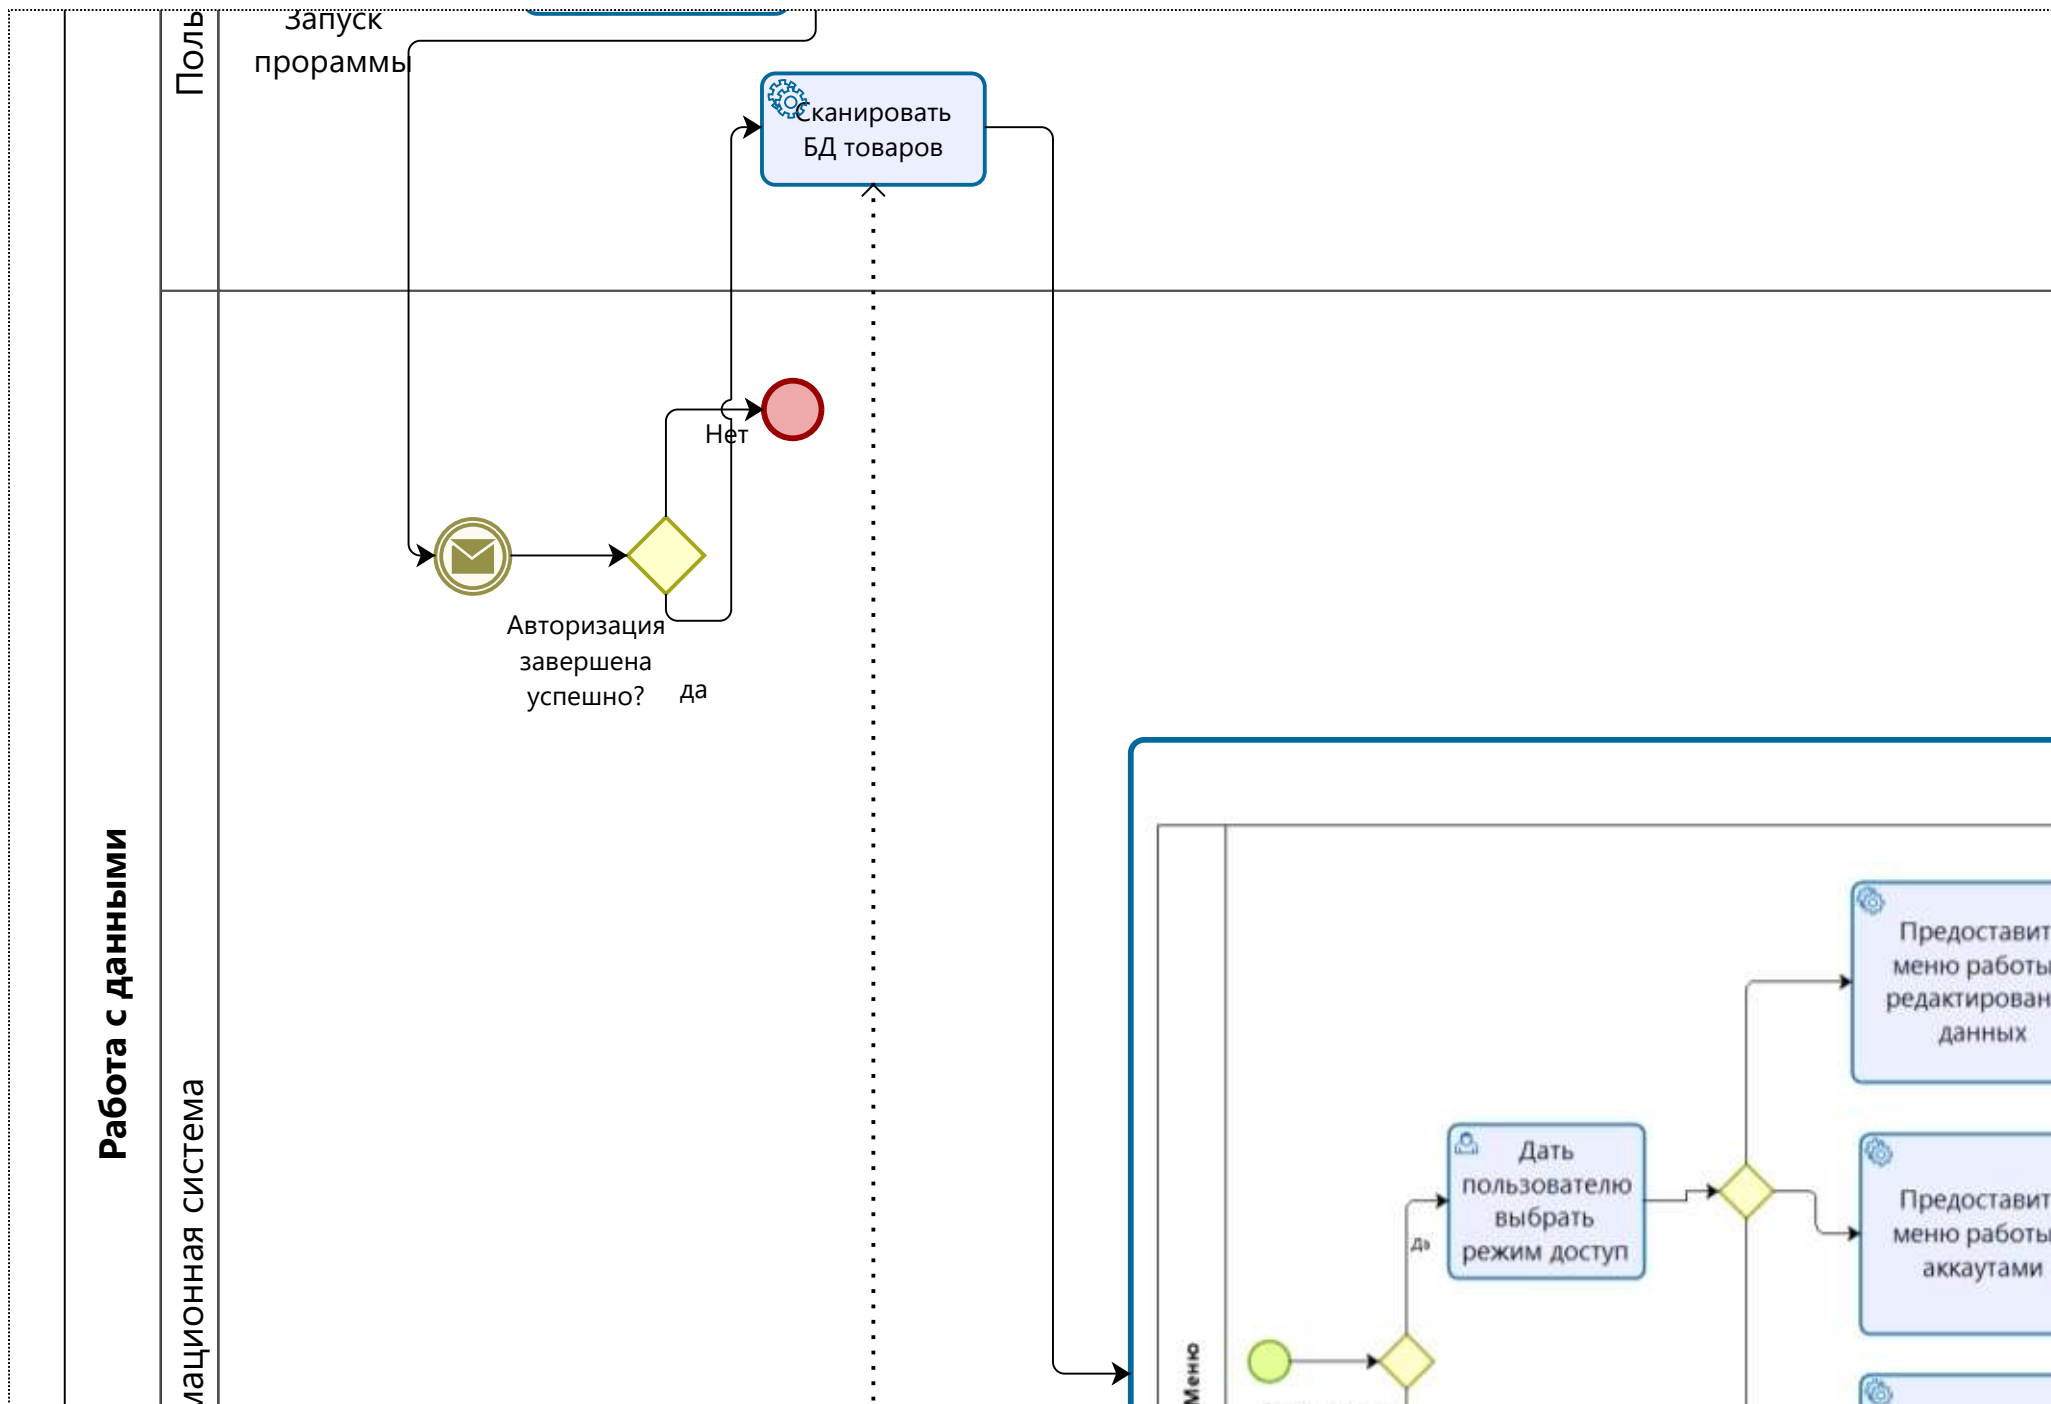 Запуск
прораммы
Поль
Сканировать
БД товаров
Нет
Авторизация
завершена
успешно?
да
Работа с данными
мационная система
Предоставит
меню работы
редактирован
данных
Дать
пользователю
выбрать
режим доступ
Да
Предоставит
меню работы
аккаутами
Меню